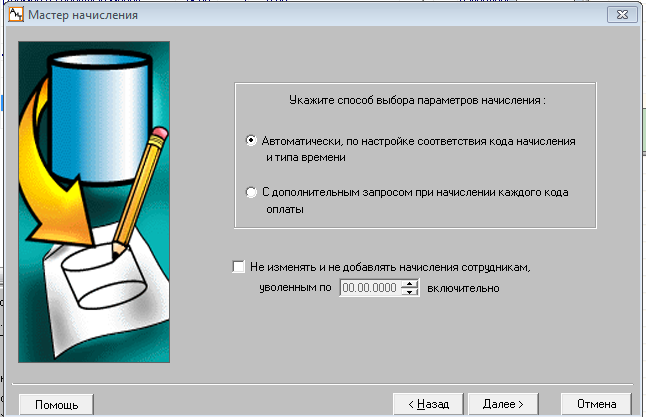 Мастер начисления
Укажите способ выбора параметров начисления :
Автоматически, по настройке соответствия кода начисления
и типа времени
С дополнительным запросом при начислении каждого кода
оплаты
Не изменять и не добавлять начисления сотрудникам,
уволенным по 00.00.0000 включительно
Помощь < Назад Далее > Отмена